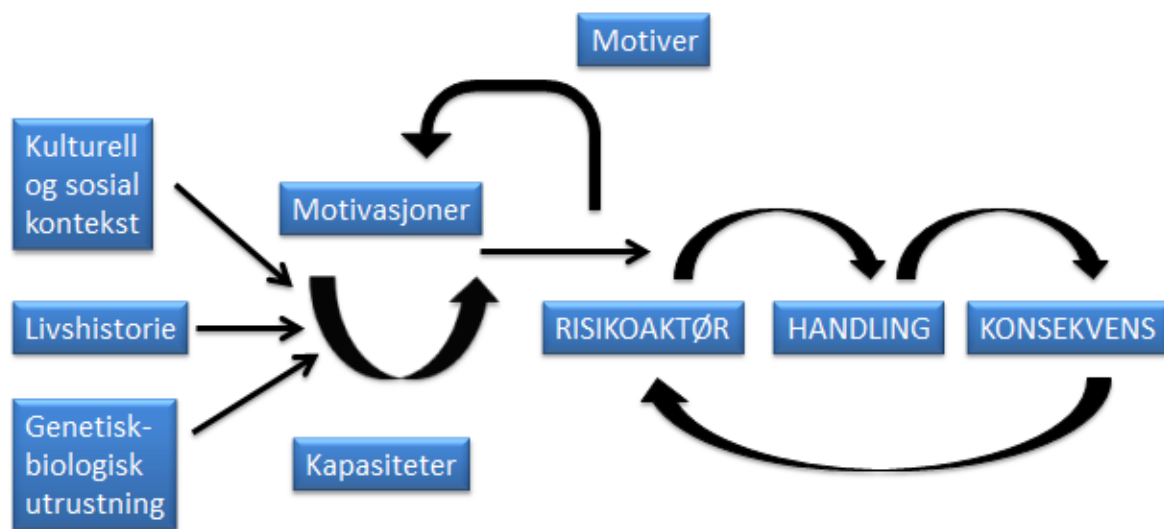 Motiver
Kulturell
og sosial
kontekst
Motivasjoner
Livshistorie
RISIKOAKTØR
HANDLING
KONSEKVENS
Genetisk-
biologisk
utrustning
Kapasiteter